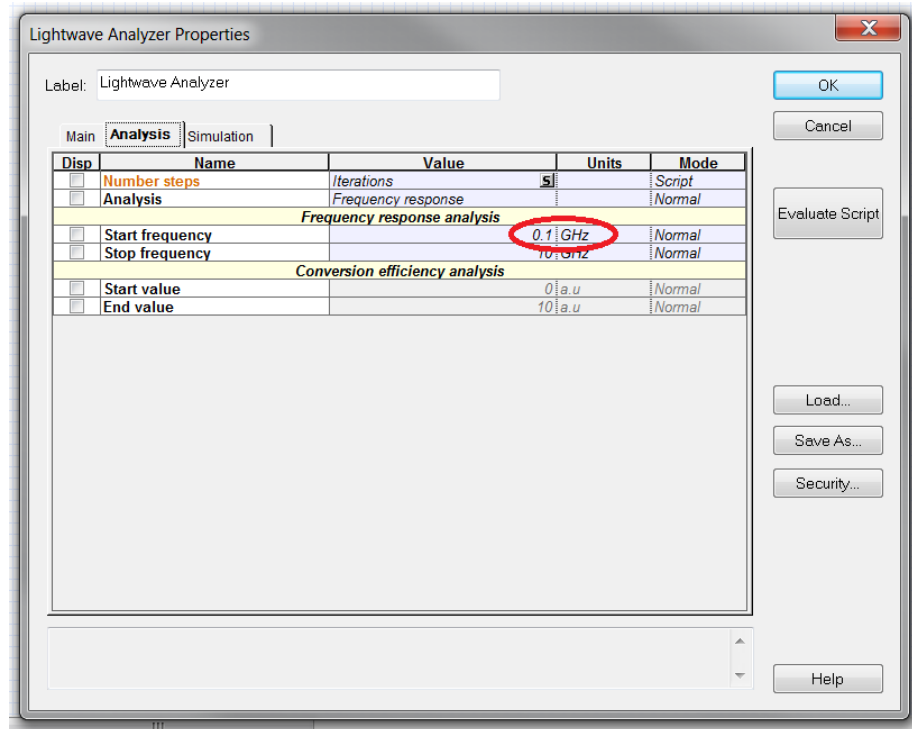 Lightwave Analyzer Properties
Label: Lightwave Analyzer
OK
Cancel
Main Analysis Simulation
Disp Name Value Units Mode
Number steps Iterations S Script
Analysis Frequency response Normal
Evaluate Script
Frequency response analysis
Start frequency 0.1 GHz Normal
Stop frequency 10 GHz Normal
Conversion efficiency analysis
Start value 0 a.u Normal
End value 10 a.u Normal
Load...
Save As...
Security...
Help